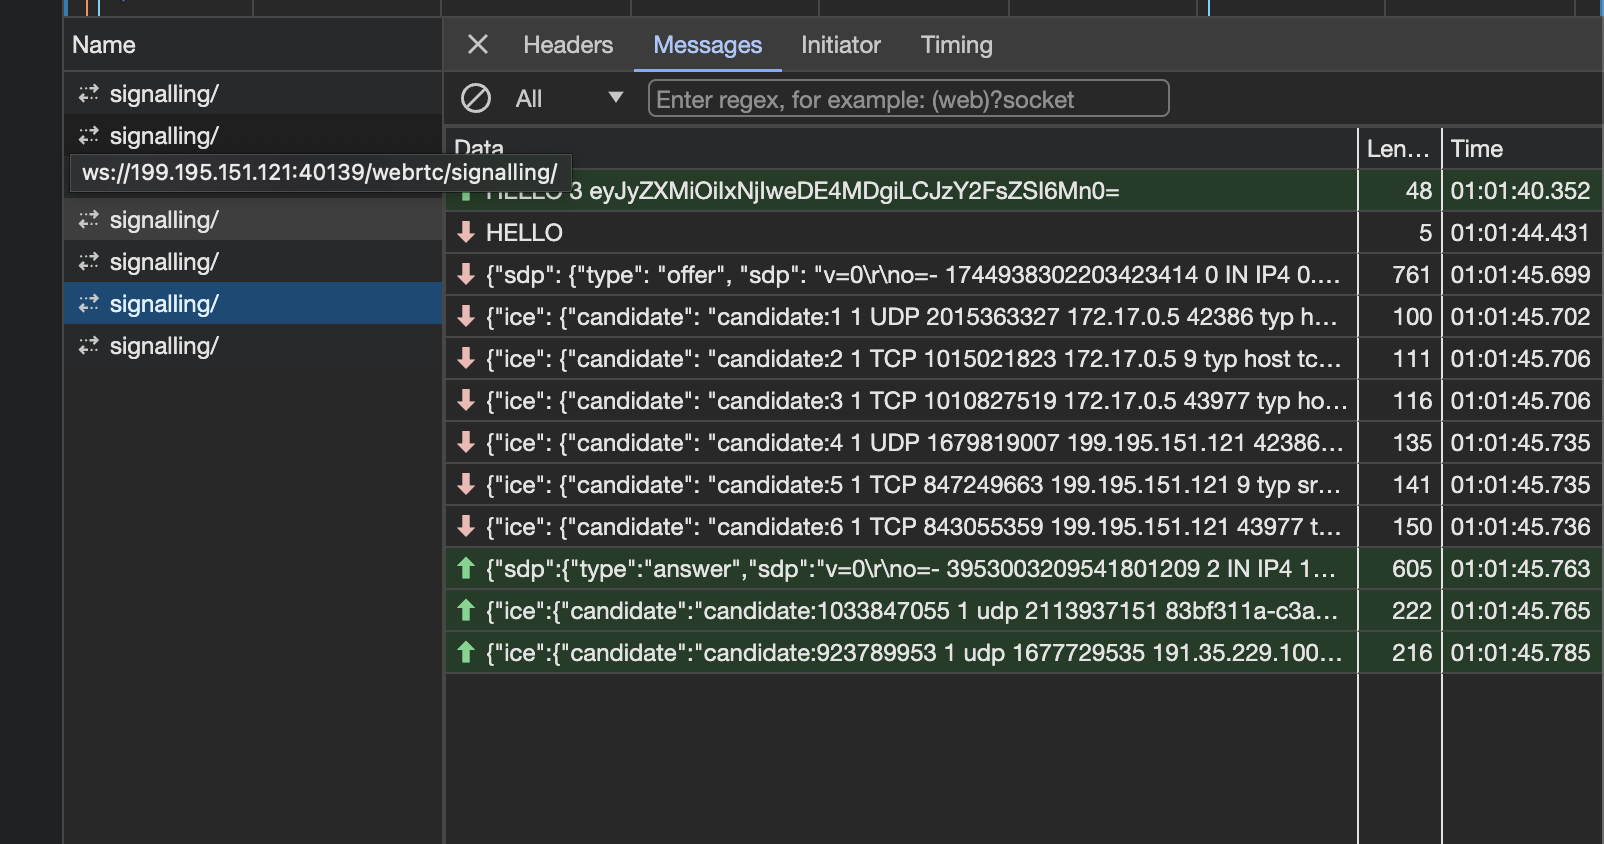 Name
Headers
Messages
Initiator
Timing
signalling/
All
Enter regex, for example: (web)?socket
signalling/
Data
Len...
Time
ws://199.195.151.121:40139/webrtc/signalling/
HELLO 3 eyJyZXMiOiIxNjIweDE4MDgiLCJzY2FsZSI6Mn0= 48 01:01:40.352
signalling/
HELLO 5 01:01:44.431
signalling/
{"sdp": {"type": "offer", "sdp": "v=0\r\no=- 1744938302203423414 0 IN IP4 0.... 761 01:01:45.699
signalling/
{"ice": {"candidate": "candidate:1 1 UDP 2015363327 172.17.0.5 42386 typ h... 100 01:01:45.702
signalling/
{"ice": {"candidate": "candidate:2 1 TCP 1015021823 172.17.0.5 9 typ host tc... 111 01:01:45.706
{"ice": {"candidate": "candidate:3 1 TCP 1010827519 172.17.0.5 43977 typ ho... 116 01:01:45.706
{"ice": {"candidate": "candidate:4 1 UDP 1679819007 199.195.151.121 42386... 135 01:01:45.735
{"ice": {"candidate": "candidate:5 1 TCP 847249663 199.195.151.121 9 typ sr... 141 01:01:45.735
{"ice": {"candidate": "candidate:6 1 TCP 843055359 199.195.151.121 43977 t... 150 01:01:45.736
{"sdp":{"type":"answer","sdp":"v=0\r\no=- 3953003209541801209 2 IN IP4 1... 605 01:01:45.763
{"ice":{"candidate":"candidate:1033847055 1 udp 2113937151 83bf311a-c3a... 222 01:01:45.765
{"ice":{"candidate":"candidate:923789953 1 udp 1677729535 191.35.229.100... 216 01:01:45.785